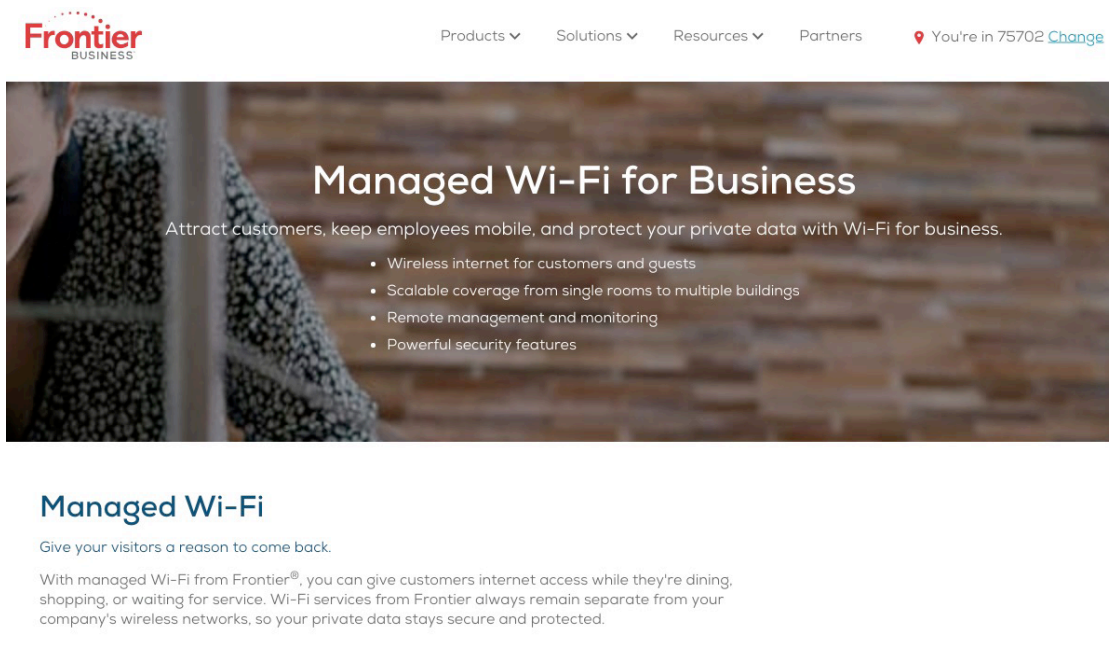 Frontier
BUSINESS
Products Solutions Resources Partners You're in 75702 Change
Managed Wi-Fi for Business
Attract customers, keep employees mobile, and protect your private data with Wi-Fi for business.
• Wireless internet for customers and guests
• Scalable coverage from single rooms to multiple buildings
• Remote management and monitoring
• Powerful security features
Managed Wi-Fi
Give your visitors a reason to come back.
With managed Wi-Fi from Frontier®, you can give customers internet access while they're dining,
shopping, or waiting for service. Wi-Fi services from Frontier always remain separate from your
company's wireless networks, so your private data stays secure and protected.